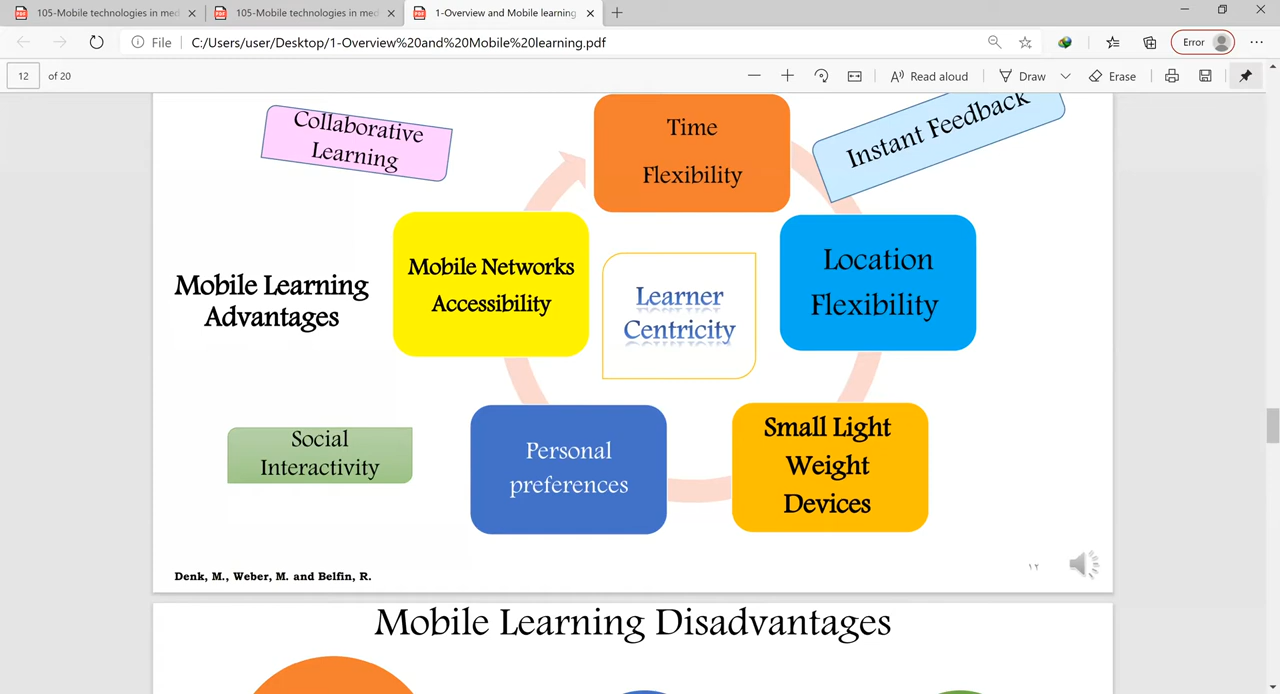 105-Mobile technologies in med
105-Mobile technologies in med
1-Overview and Mobile learning
File
C:/Users/user/Desktop/1-Overview%20and%20Mobile%20learning.pdf
Error
12 of 20
Read aloud
Draw
Erase
Collaborative
Learning
Time
Flexibility
Instant Feedback
Mobile Learning
Advantages
Mobile Networks
Accessibility
Learner
Centricity
Location
Flexibility
Social
Interactivity
Personal
preferences
Small Light
Weight
Devices
Denk, M., Weber, M. and Belfin, R.
١٢
Mobile Learning Disadvantages